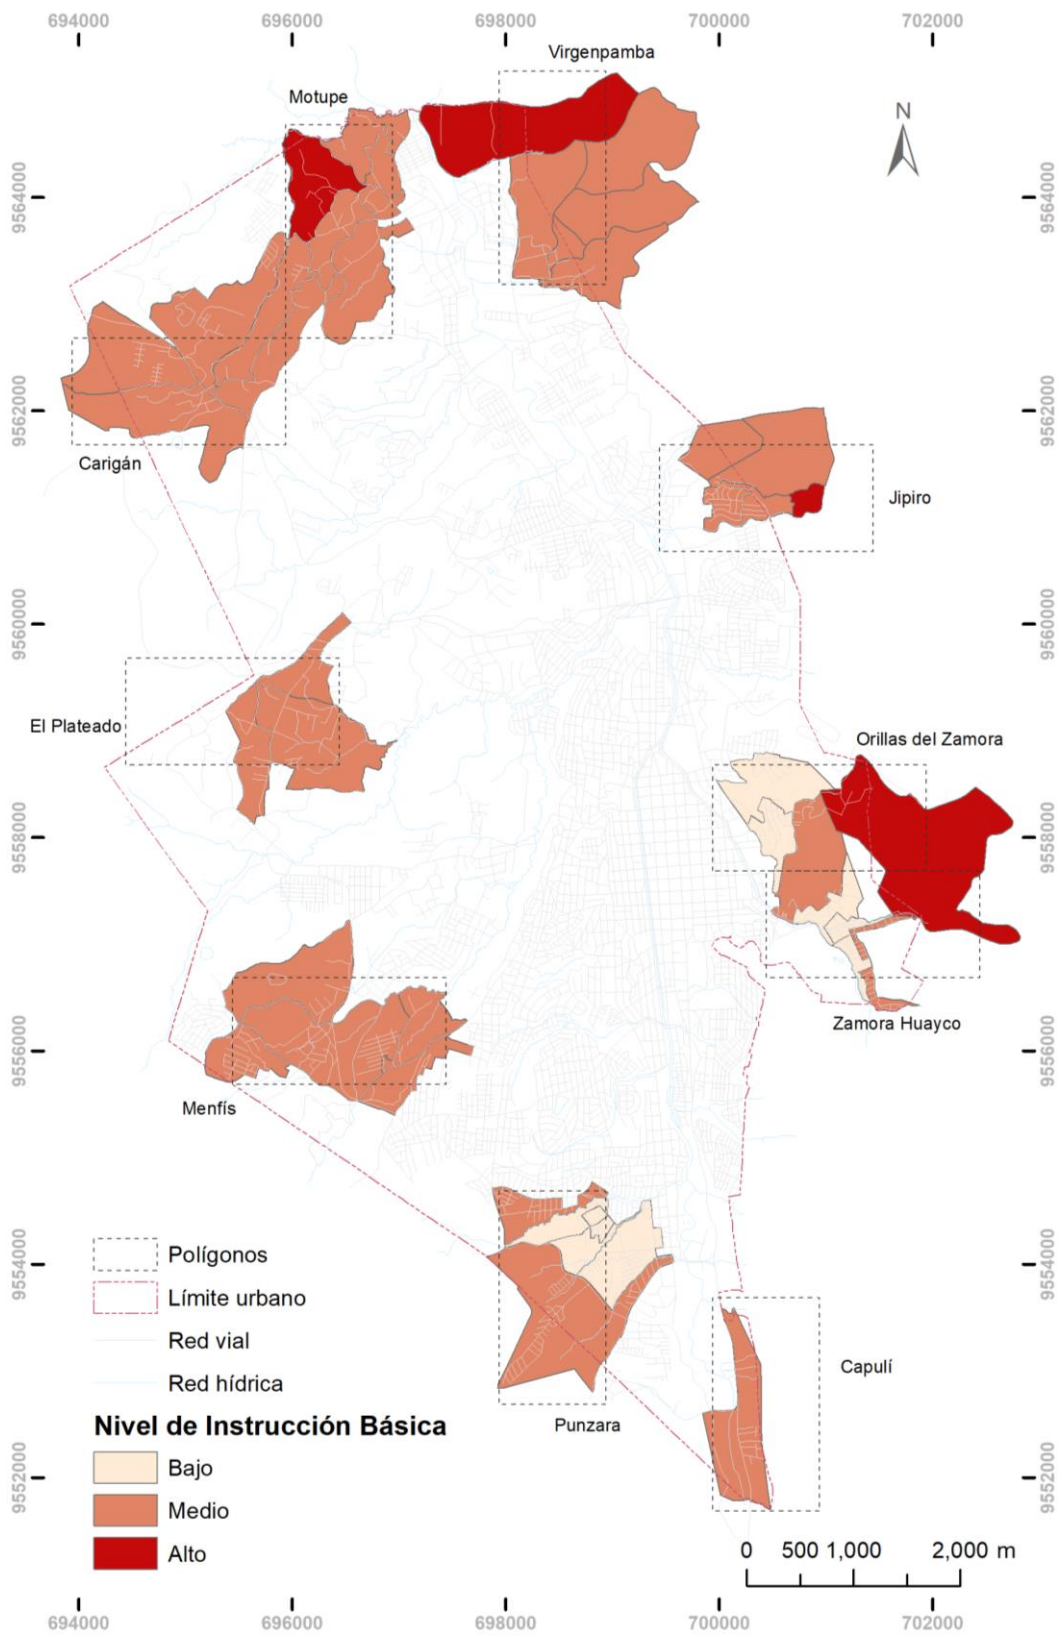 694000 696000 698000 700000 702000
Virgenpamba
Motupe
N
9564000 9564000
9562000 9562000
Carigán
Jipiro
9560000 9560000
El Plateado
Orillas del Zamora
9558000 9558000
Zamora Huayco
9556000 9556000
Menfís
9554000 9554000
Polígonos
Límite urbano
Red vial
Red hídrica
Capulí
Punzara
Nivel de Instrucción Básica
Bajo
Medio
Alto
9552000 9552000
0 500 1,000 2,000 m
694000 696000 698000 700000 702000